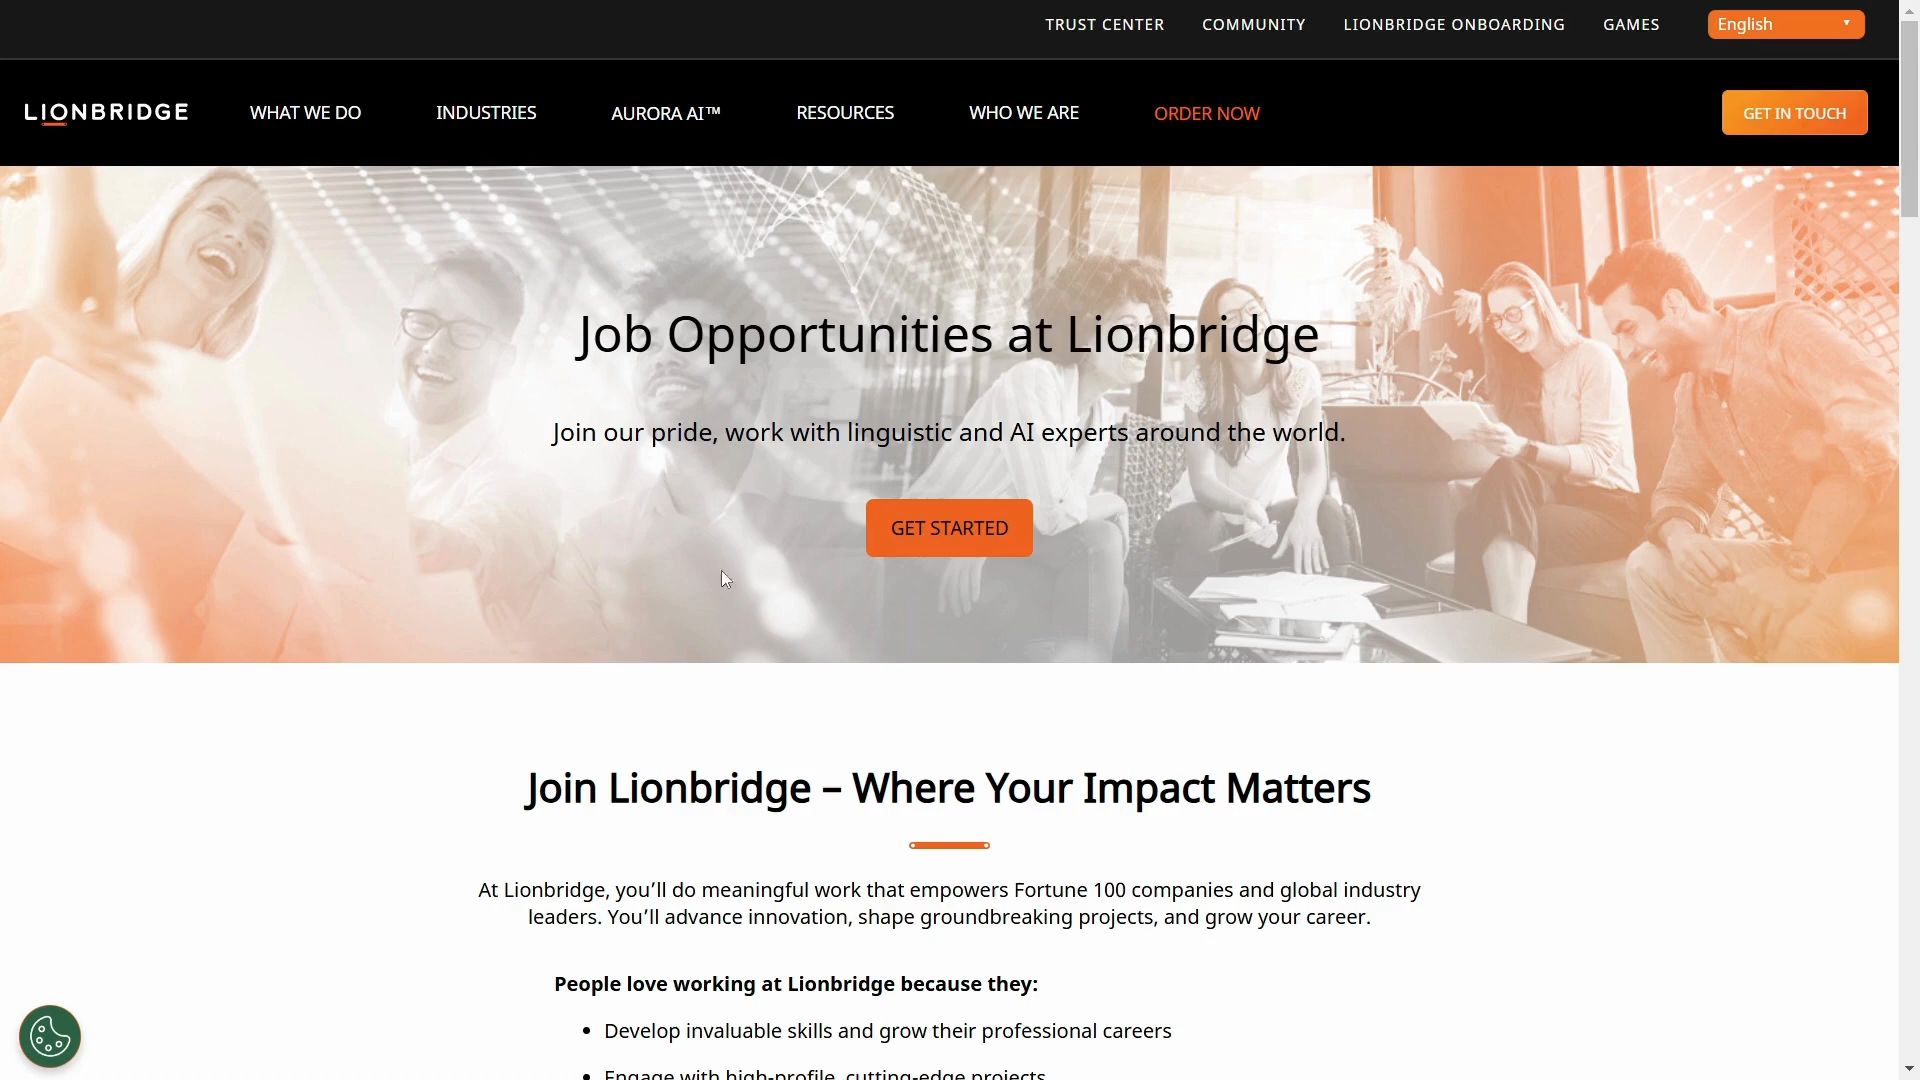 TRUST CENTER COMMUNITY LIONBRIDGE ONBOARDING GAMES English
LIONBRIDGE WHAT WE DO INDUSTRIES AURORA AI™ RESOURCES WHO WE ARE ORDER NOW GET IN TOUCH
Job Opportunities at Lionbridge
Join our pride, work with linguistic and AI experts around the world.
GET STARTED
Join Lionbridge – Where Your Impact Matters
At Lionbridge, you’ll do meaningful work that empowers Fortune 100 companies and global industry
leaders. You’ll advance innovation, shape groundbreaking projects, and grow your career.
People love working at Lionbridge because they:
• Develop invaluable skills and grow their professional careers
• Engage with high-profile, cutting-edge projects